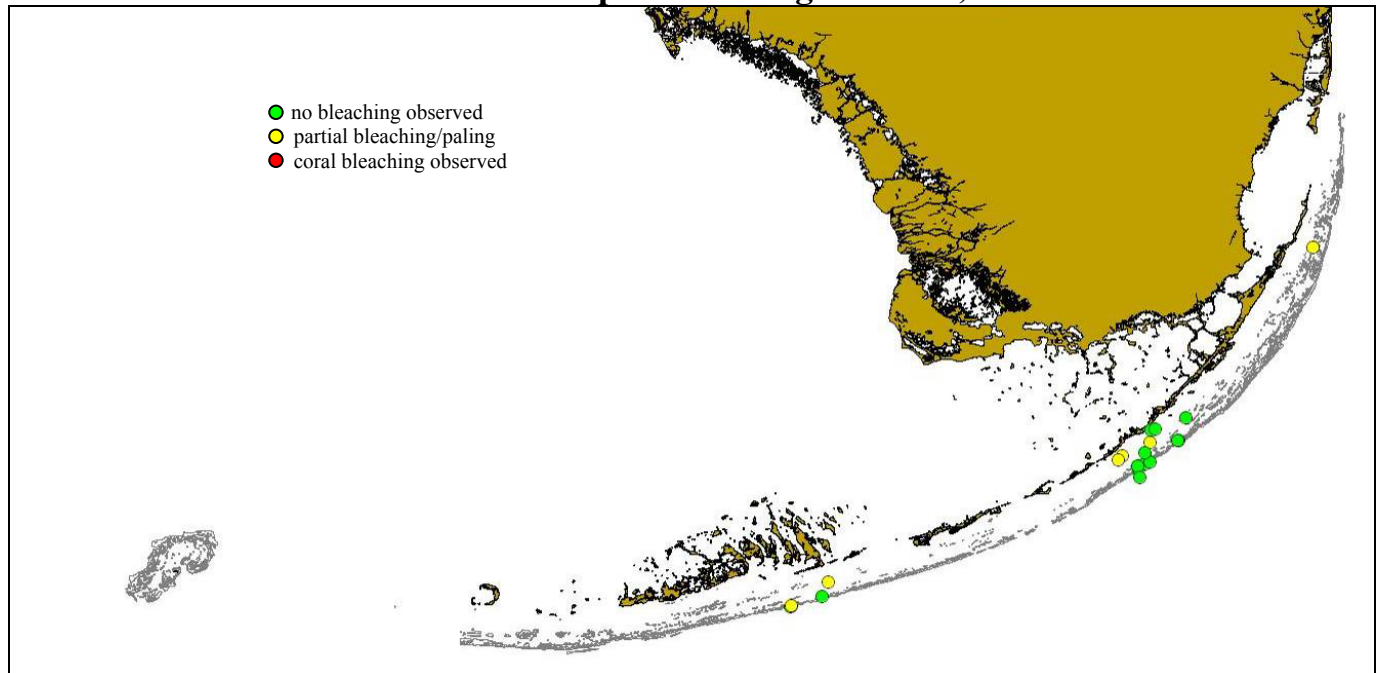 no bleaching observed
partial bleaching/paling
coral bleaching observed